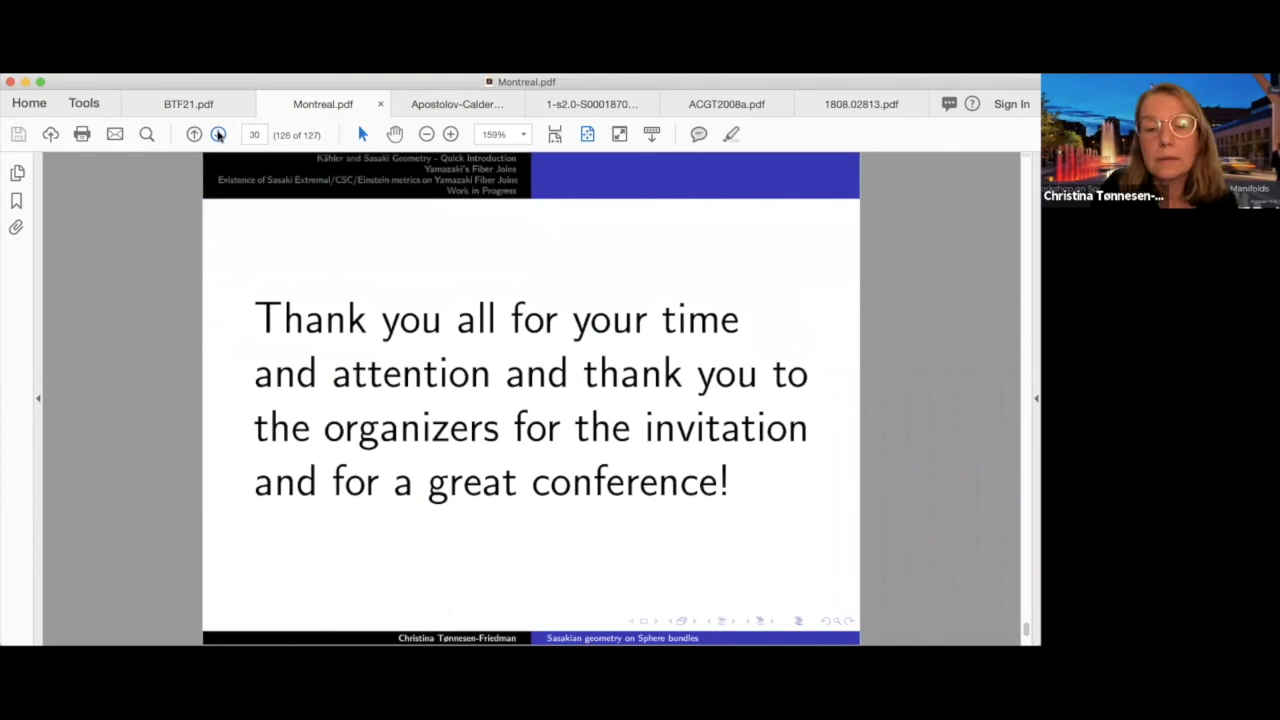 Montreal.pdf
Home Tools BTF21.pdf Montreal.pdf × Apostolov-Calder... 1-s2.0-S0001870... ACGT2008a.pdf 1808.02813.pdf Sign In
30 (126 of 127) 159%
Kähler and Sasaki Geometry - Quick Introduction
Yamazaki's Fiber Joins
Existence of Sasaki Extremal/CSC/Einstein metrics on Yamazaki Fiber Joins
Work in Progress
Manifolds
Christina Tønnesen-...
Thank you all for your time
and attention and thank you to
the organizers for the invitation
and for a great conference!
Christina Tønnesen-Friedman Sasakian geometry on Sphere bundles